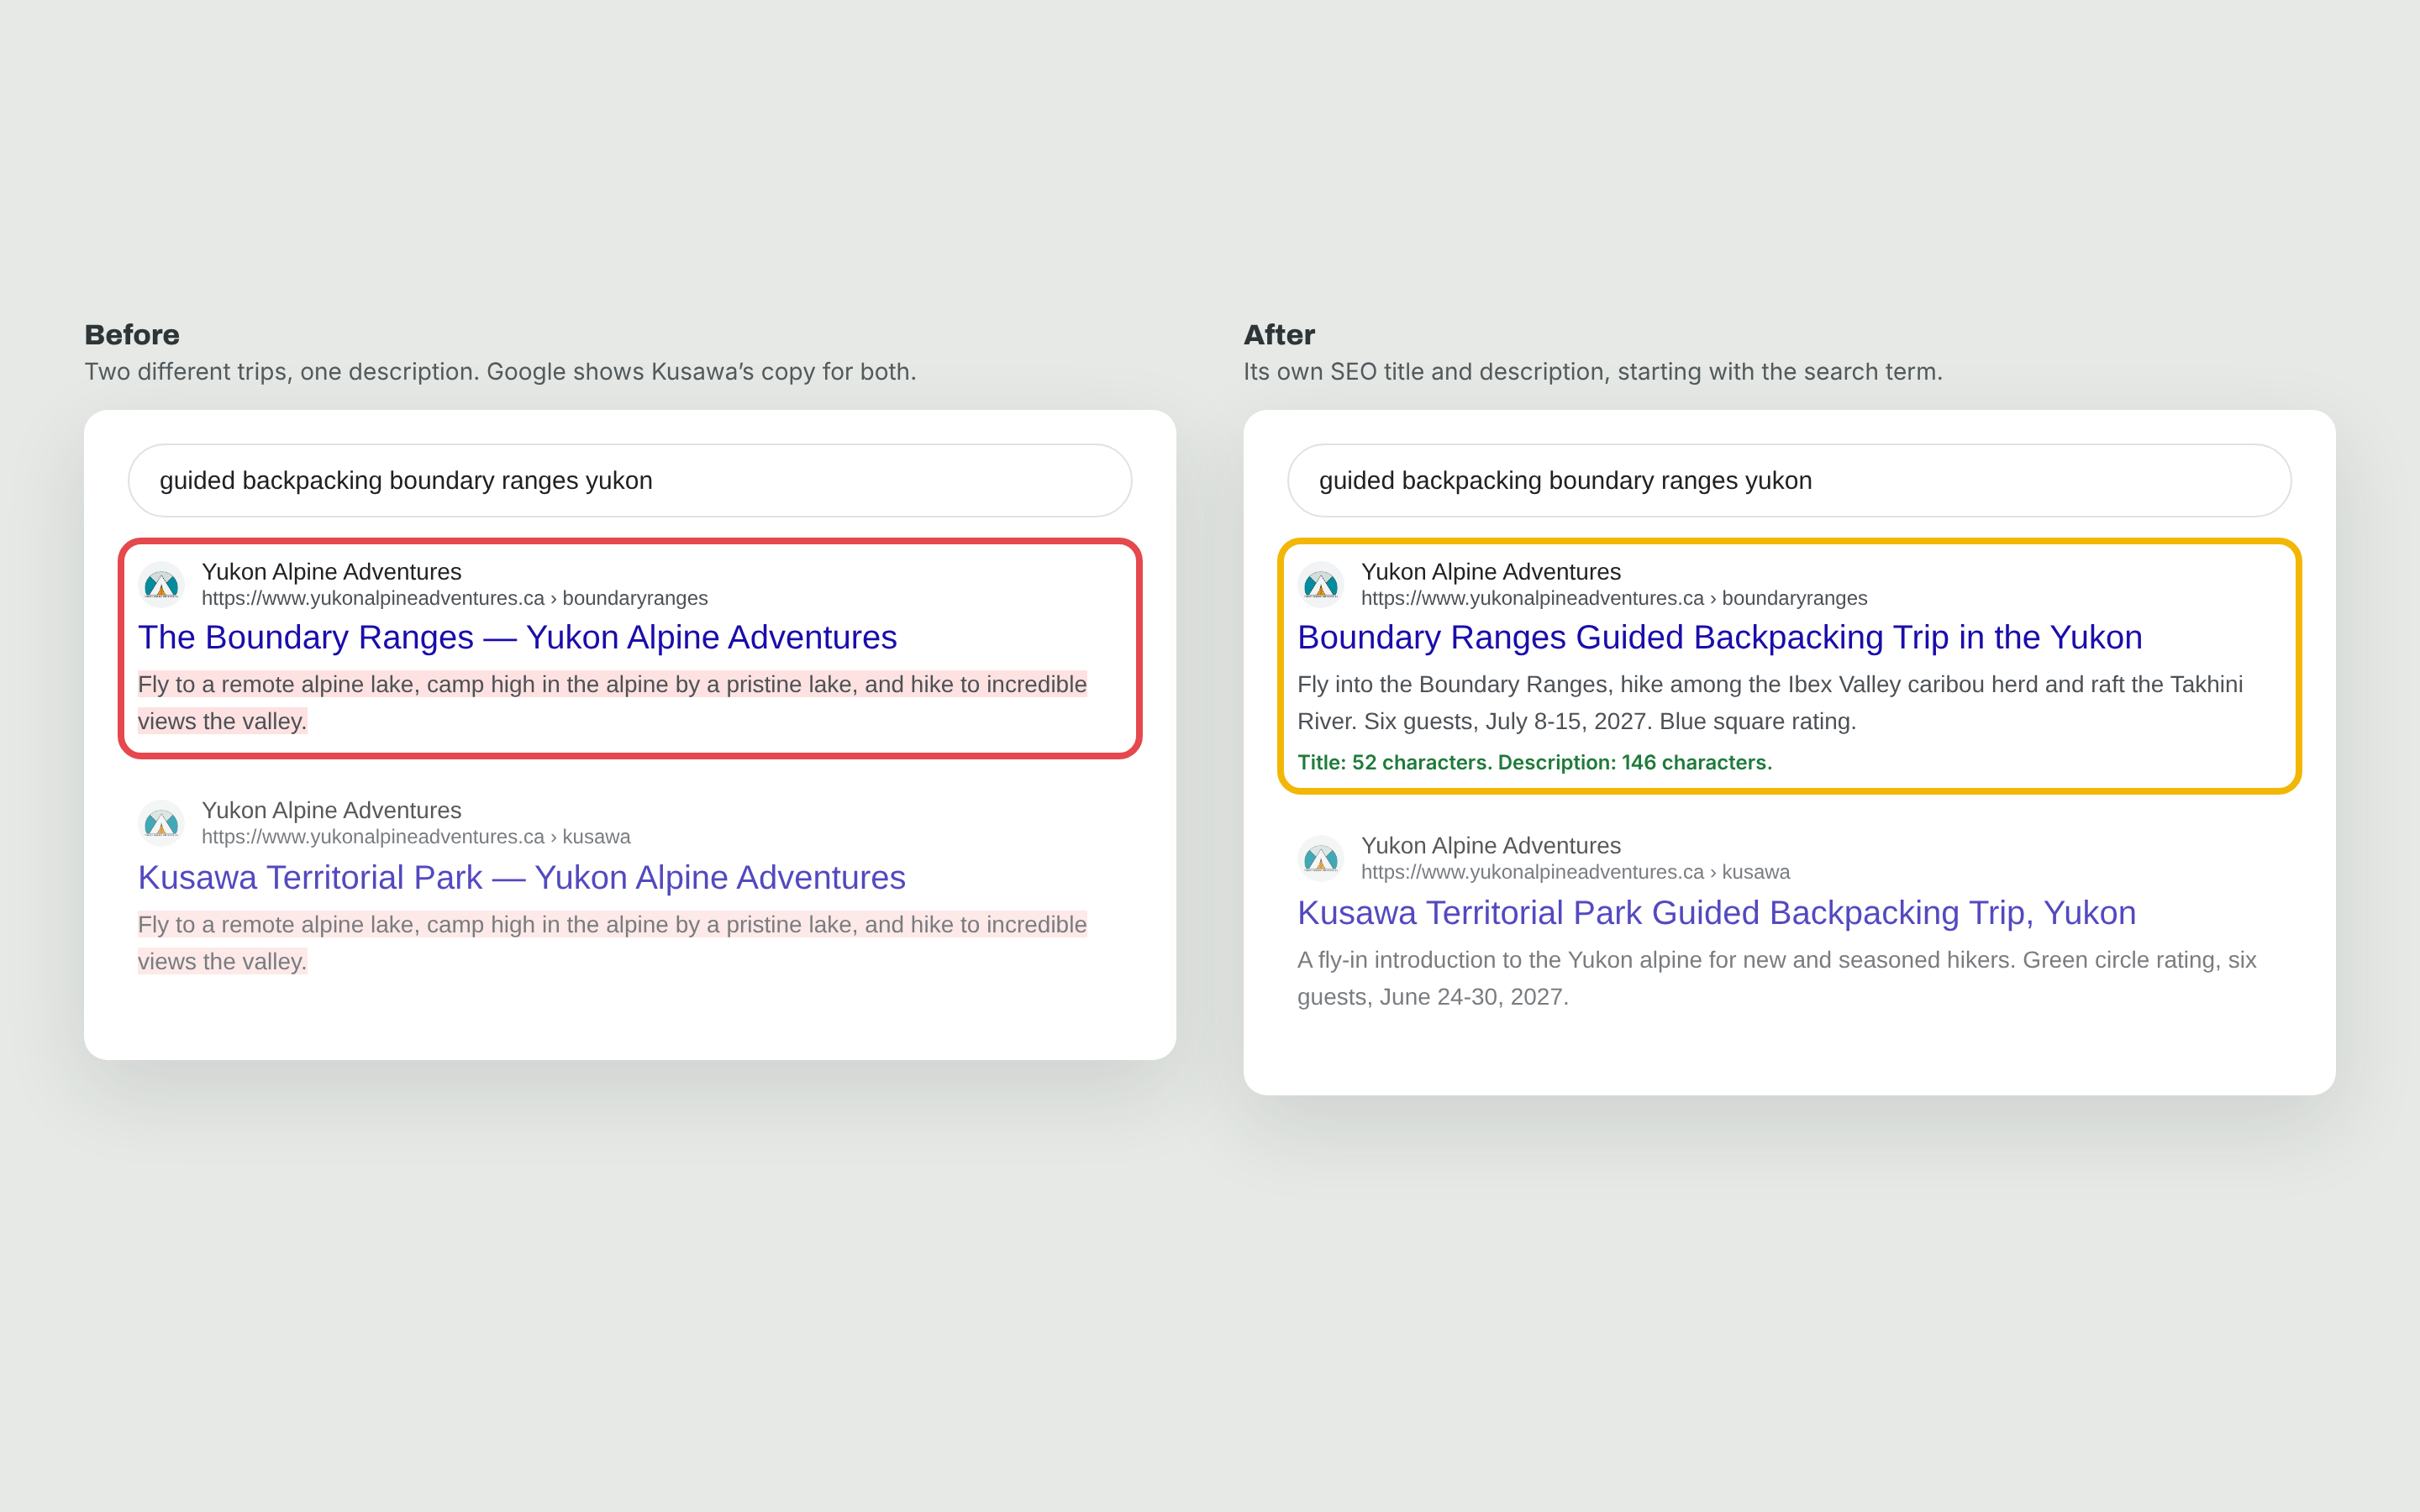 Before
Two different trips, one description. Google shows Kusawa’s copy for both.
guided backpacking boundary ranges yukon
Yukon Alpine Adventures
https://www.yukonalpineadventures.ca › boundaryranges
The Boundary Ranges — Yukon Alpine Adventures
Fly to a remote alpine lake, camp high in the alpine by a pristine lake, and hike to incredible
views the valley.
Yukon Alpine Adventures
https://www.yukonalpineadventures.ca › kusawa
Kusawa Territorial Park — Yukon Alpine Adventures
Fly to a remote alpine lake, camp high in the alpine by a pristine lake, and hike to incredible
views the valley.
After
Its own SEO title and description, starting with the search term.
guided backpacking boundary ranges yukon
Yukon Alpine Adventures
https://www.yukonalpineadventures.ca › boundaryranges
Boundary Ranges Guided Backpacking Trip in the Yukon
Fly into the Boundary Ranges, hike among the Ibex Valley caribou herd and raft the Takhini
River. Six guests, July 8-15, 2027. Blue square rating.
Title: 52 characters. Description: 146 characters.
Yukon Alpine Adventures
https://www.yukonalpineadventures.ca › kusawa
Kusawa Territorial Park Guided Backpacking Trip, Yukon
A fly-in introduction to the Yukon alpine for new and seasoned hikers. Green circle rating, six
guests, June 24-30, 2027.